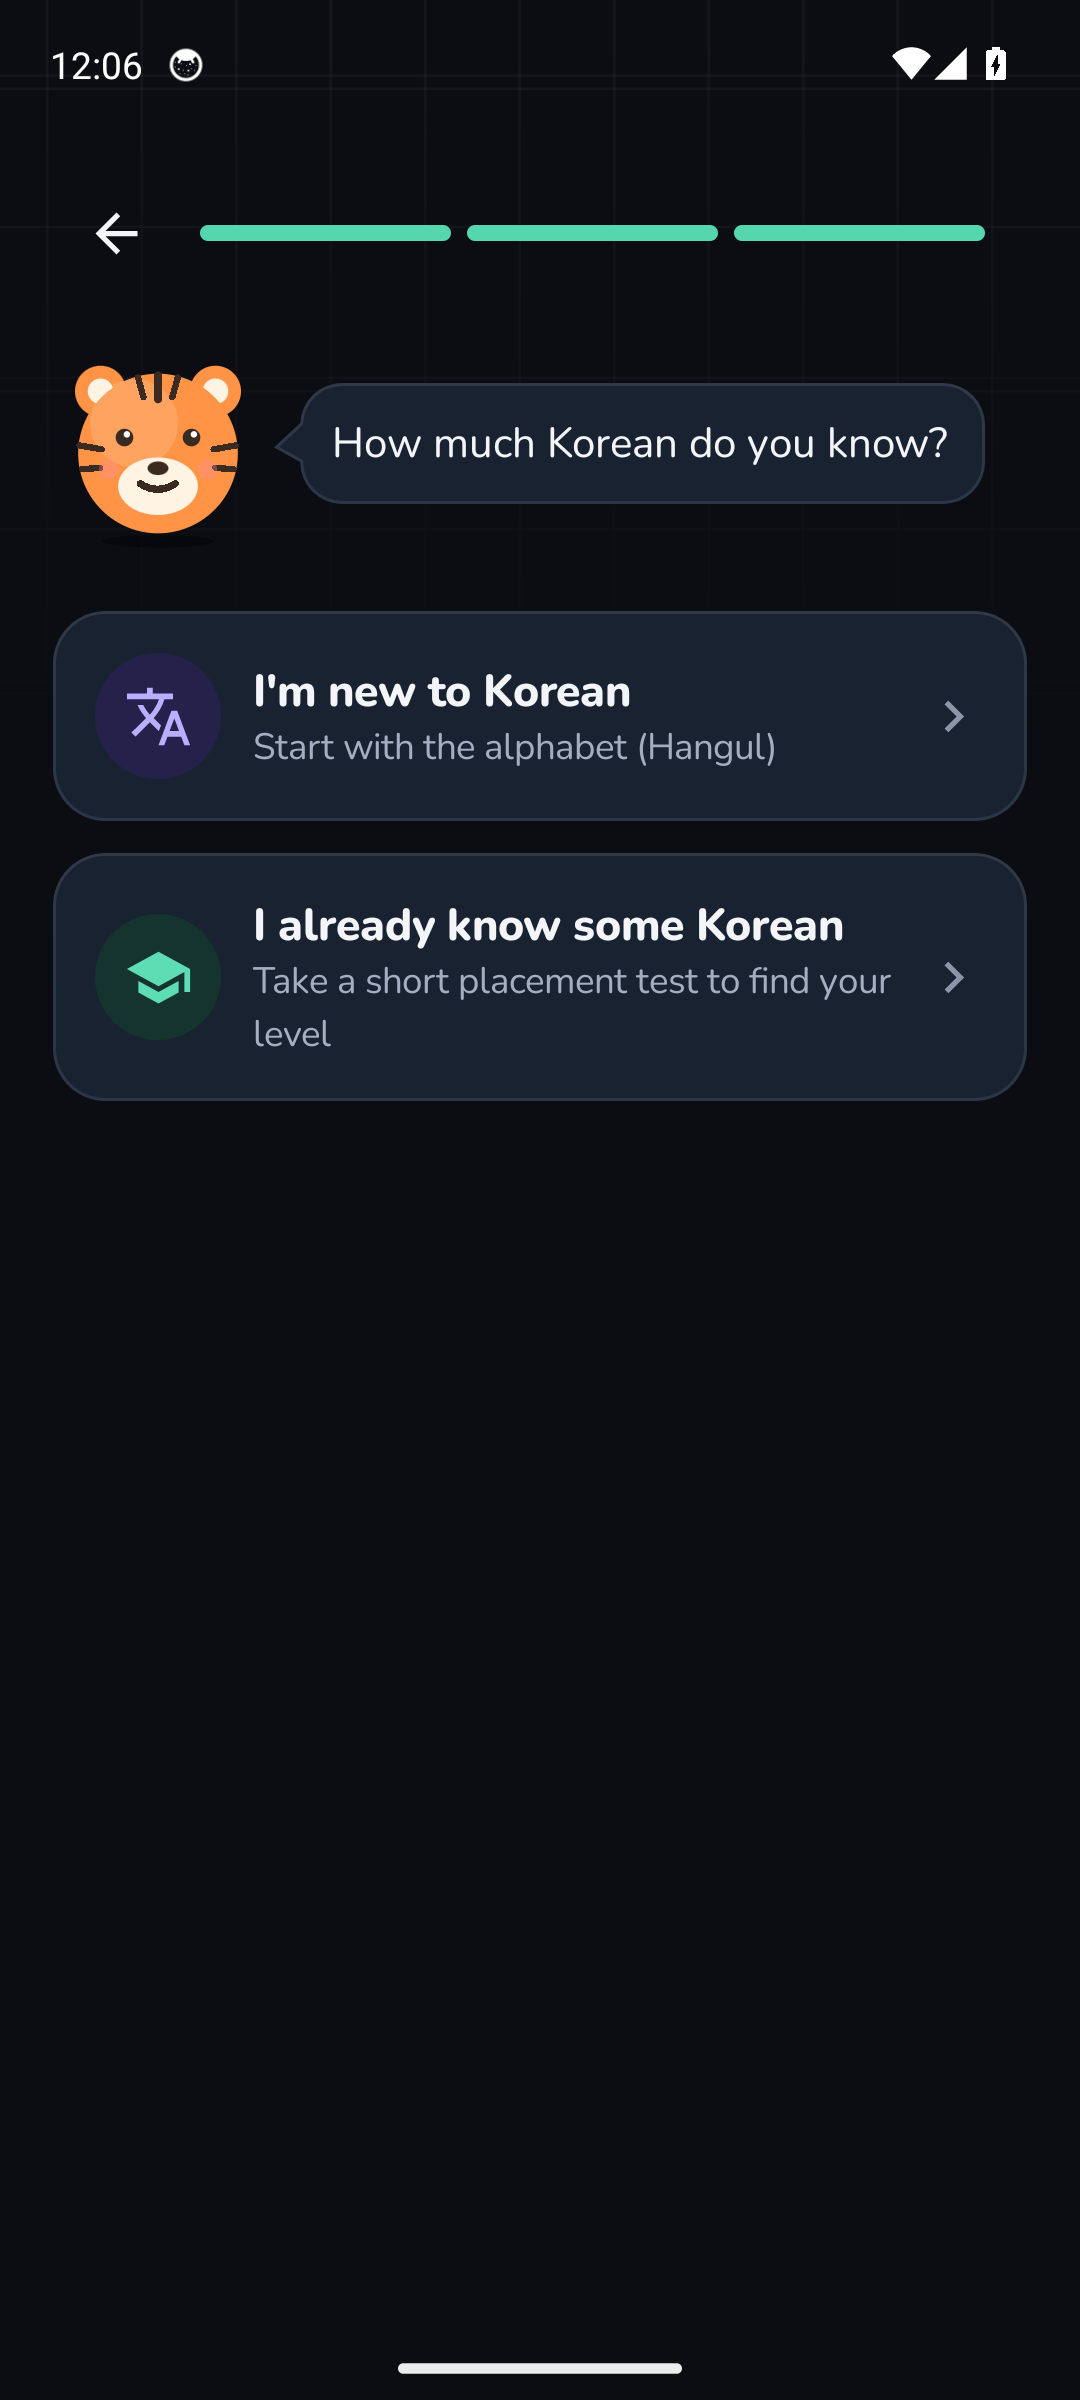 12:06
How much Korean do you know?
I'm new to Korean
Start with the alphabet (Hangul)
I already know some Korean
Take a short placement test to find your
level